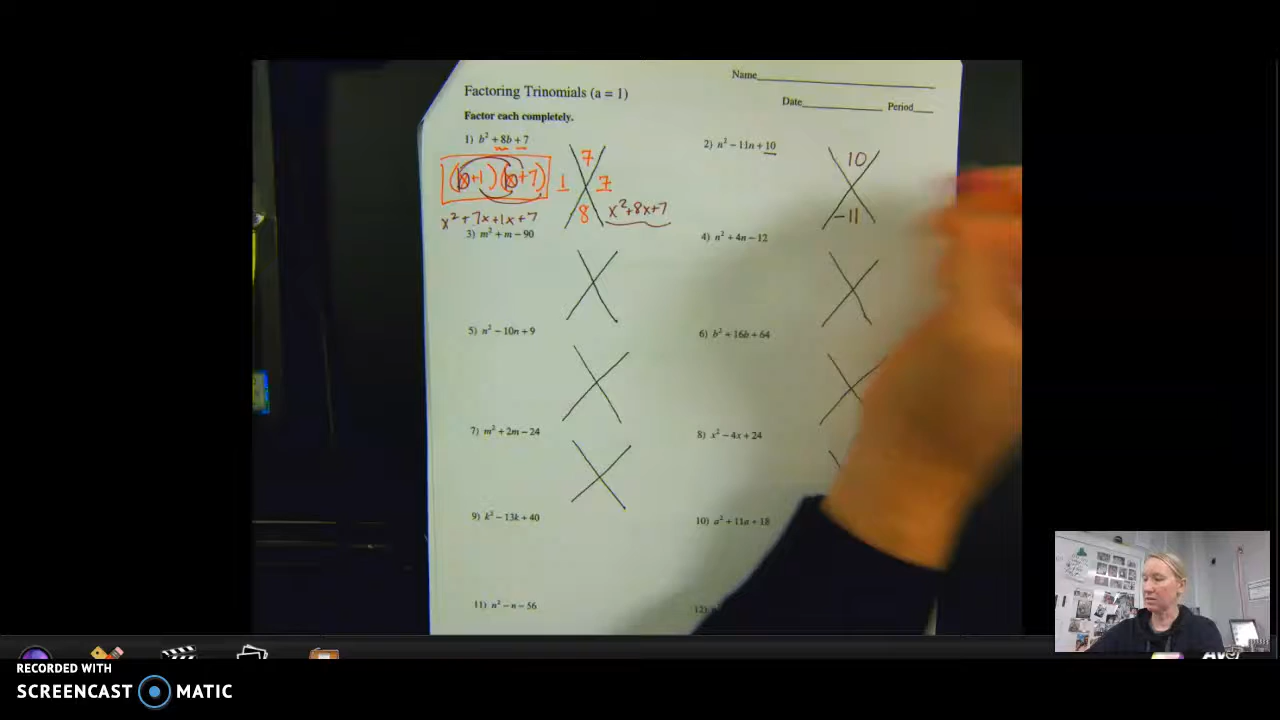 Name
Factoring Trinomials (a = 1)
Date Period
Factor each completely.
1) b² + 8b + 7
7
(b+1)(b+7)
1 7
8
x²+8x+7
x²+7x+1x+7
2) n² − 11n + 10
10
−11
3) m² + m − 90
4) n² + 4n − 12
5) n² − 10n + 9
6) b² + 16b + 64
7) m² + 2m − 24
8) x² − 4x + 24
9) k² − 13k + 40
10) a² + 11a + 18
11) n² − n − 56
12)
RECORDED WITH
SCREENCAST MATIC